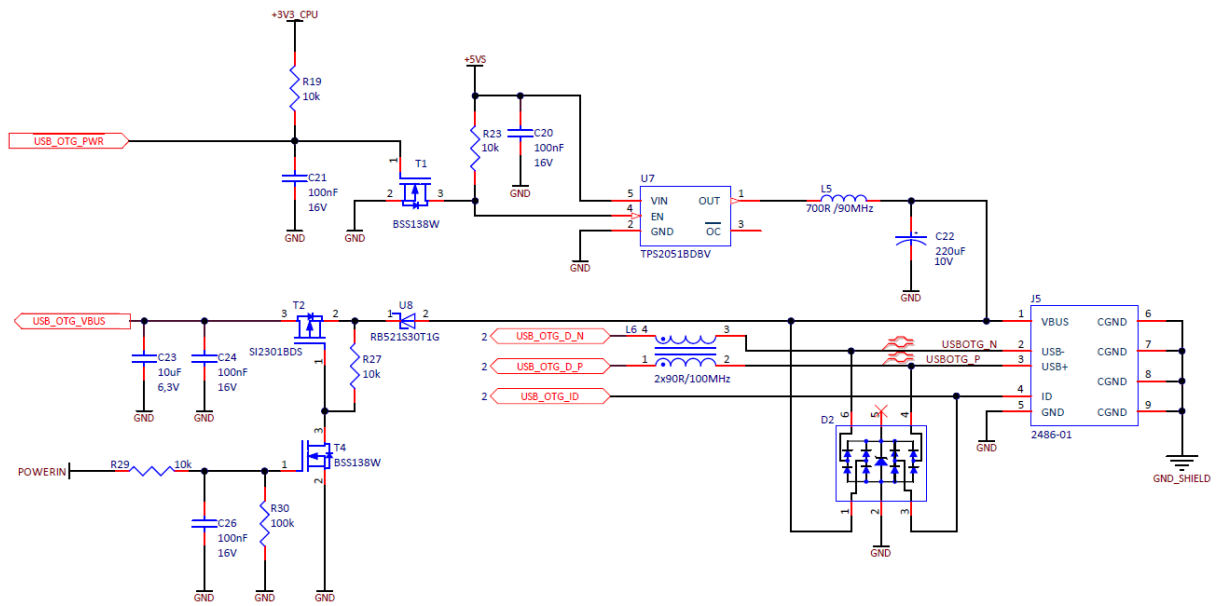 +3V3_CPU
R19
10k
USB_OTG_PWR
C21
100nF
16V
GND
1
T1
2
3
BSS138W
GND
+5VS
R23
10k
C20
100nF
16V
GND
U7
5
VIN
OUT
1
4
EN
2
GND
OC
3
TPS2051BDBV
GND
L5
700R /90MHz
+
C22
220uF
10V
GND
USB_OTG_VBUS
T2
3
2
1
SI2301BDS
U8
1
2
RB521S30T1G
C23
10uF
6,3V
GND
C24
100nF
16V
GND
R27
10k
2
USB_OTG_D_N
L6
4
3
2
USB_OTG_D_P
1
2
2x90R/100MHz
2
USB_OTG_ID
USBOTG_N
USBOTG_P
J5
1
VBUS
CGND
6
2
USB-
CGND
7
3
USB+
CGND
8
4
ID
5
GND
CGND
9
2486-01
GND
GND_SHIELD
D2
6
5
4
1
2
3
GND
3
T4
1
BSS138W
2
POWERIN
R29
10k
C26
100nF
16V
GND
R30
100k
GND
GND